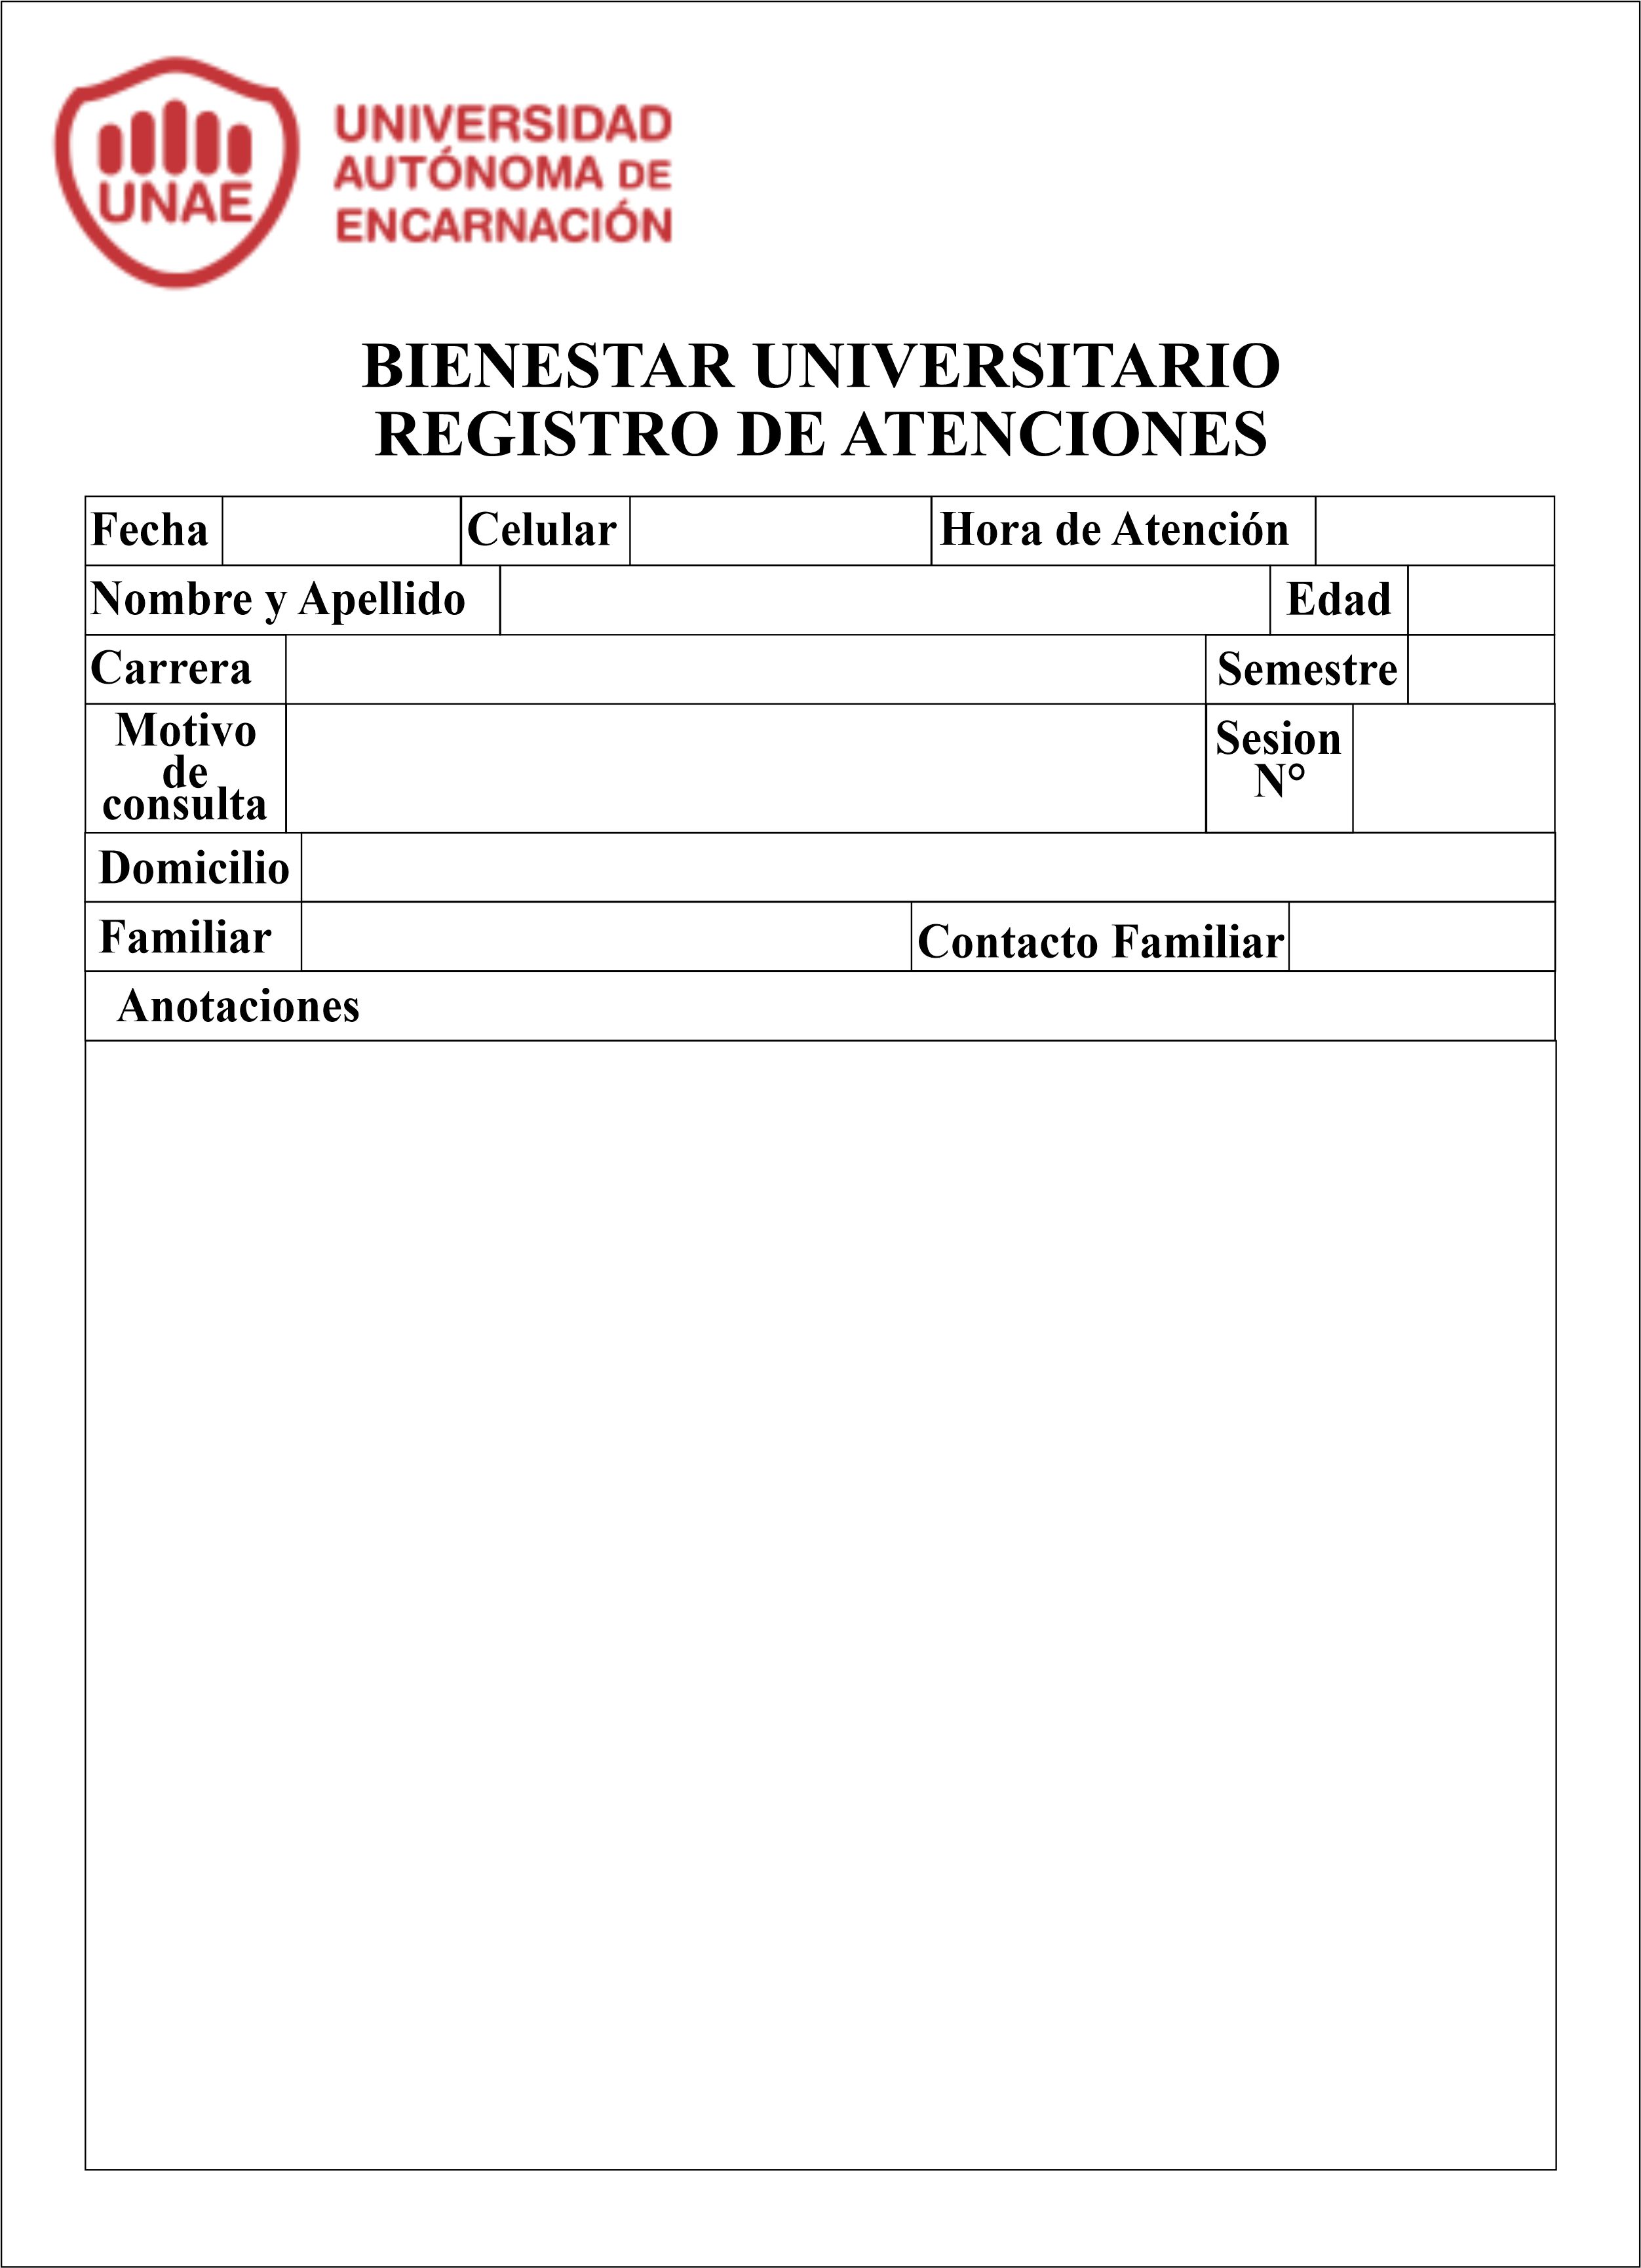 UNAE
UNIVERSIDAD
AUTÓNOMA DE
ENCARNACIÓN
BIENESTAR UNIVERSITARIO
REGISTRO DE ATENCIONES
Fecha Celular Hora de Atención
Nombre y Apellido Edad
Carrera Semestre
Motivo
de
consulta
Sesion
N°
Domicilio
Familiar Contacto Familiar
Anotaciones